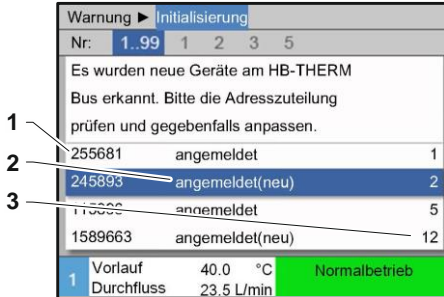 Warnung ► Initialisierung
Nr: 1..99 1 2 3 5
Es wurden neue Geräte am HB-THERM
Bus erkannt. Bitte die Adresszuteilung
prüfen und gegebenfalls anpassen.
1
255681 angemeldet 1
2
245893 angemeldet(neu) 2
3
angemeldet 5
1589663 angemeldet(neu) 12
1
Vorlauf 40.0 °C Normalbetrieb
Durchfluss 23.5 L/min